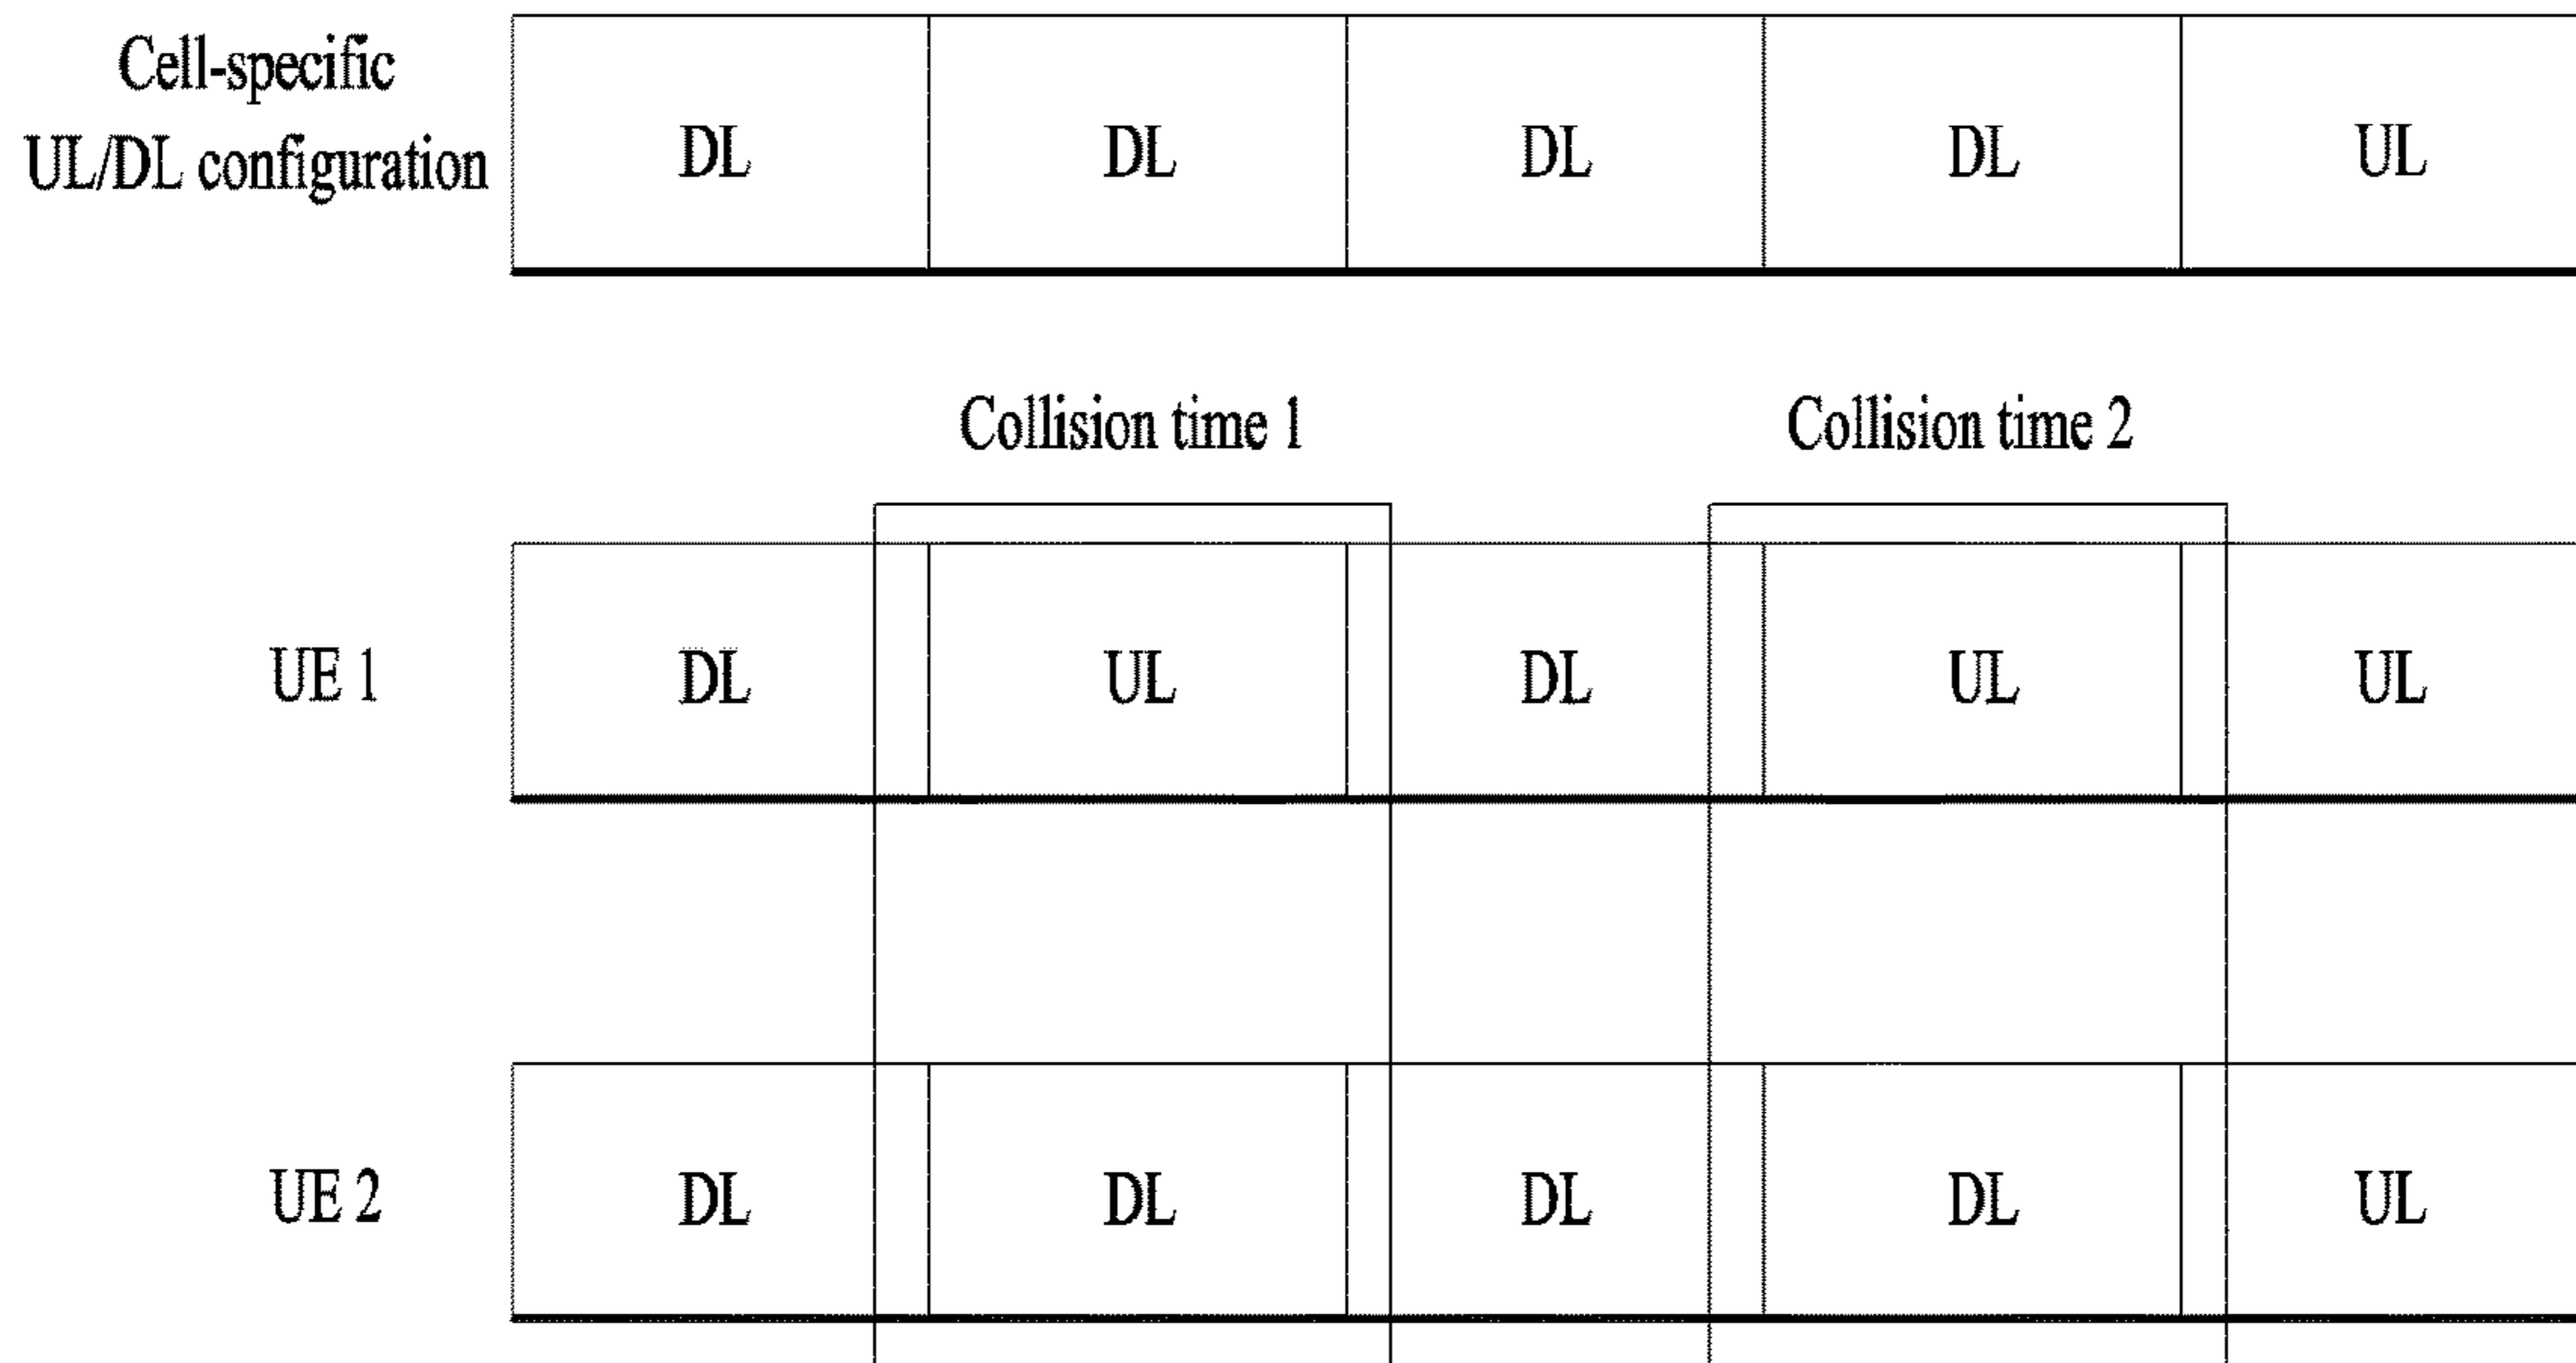 Cell-specific
UL/DL configuration
DL DL DL DL UL
Collision time 1 Collision time 2
UE 1 DL UL DL UL UL
UE 2 DL DL DL DL UL